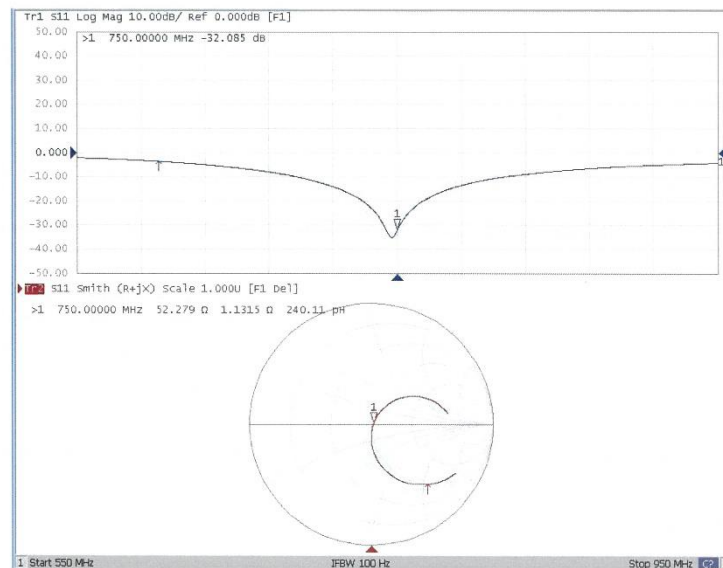 Tr1 S11 Log Mag 10.00dB/ Ref 0.000dB [F1]
50.00
>1 750.00000 MHz -32.085 dB
40.00
30.00
20.00
10.00
0.000
1
-10.00
-20.00
1
-30.00
-40.00
-50.00
Tr2 S11 Smith (R+jX) Scale 1.000U [F1 Del]
>1 750.00000 MHz 52.279 Ω 1.1315 Ω 240.11 pH
1
1 Start 550 MHz IFBW 100 Hz Stop 950 MHz C?